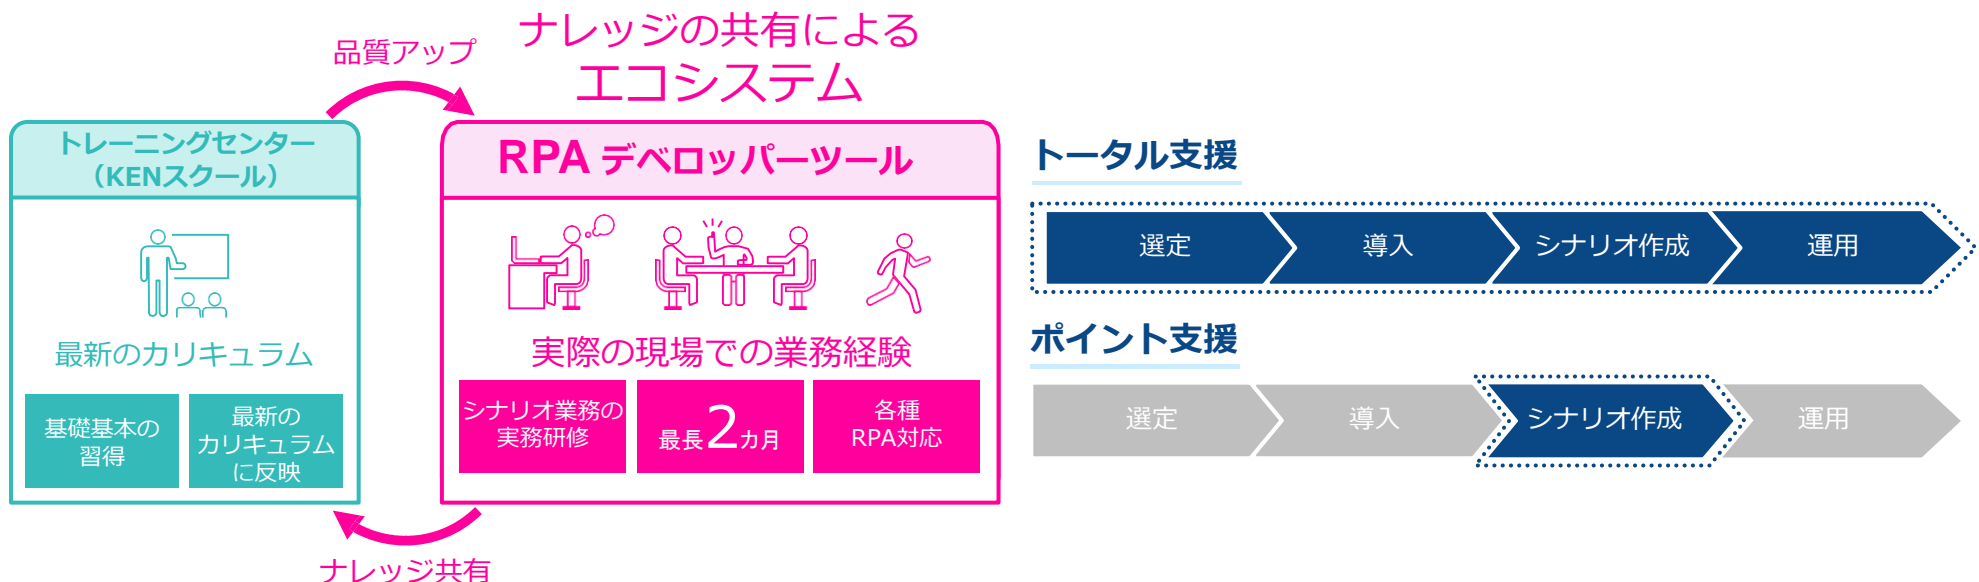 ナレッジの共有による
エコシステム
品質アップ
トレーニングセンター
（KENスクール）
最新のカリキュラム
基礎基本の
習得
最新の
カリキュラム
に反映
RPA デベロッパーツール
実際の現場での業務経験
シナリオ業務の
実務研修
最長2カ月
各種
RPA対応
ナレッジ共有
トータル支援
選定
導入
シナリオ作成
運用
ポイント支援
選定
導入
シナリオ作成
運用